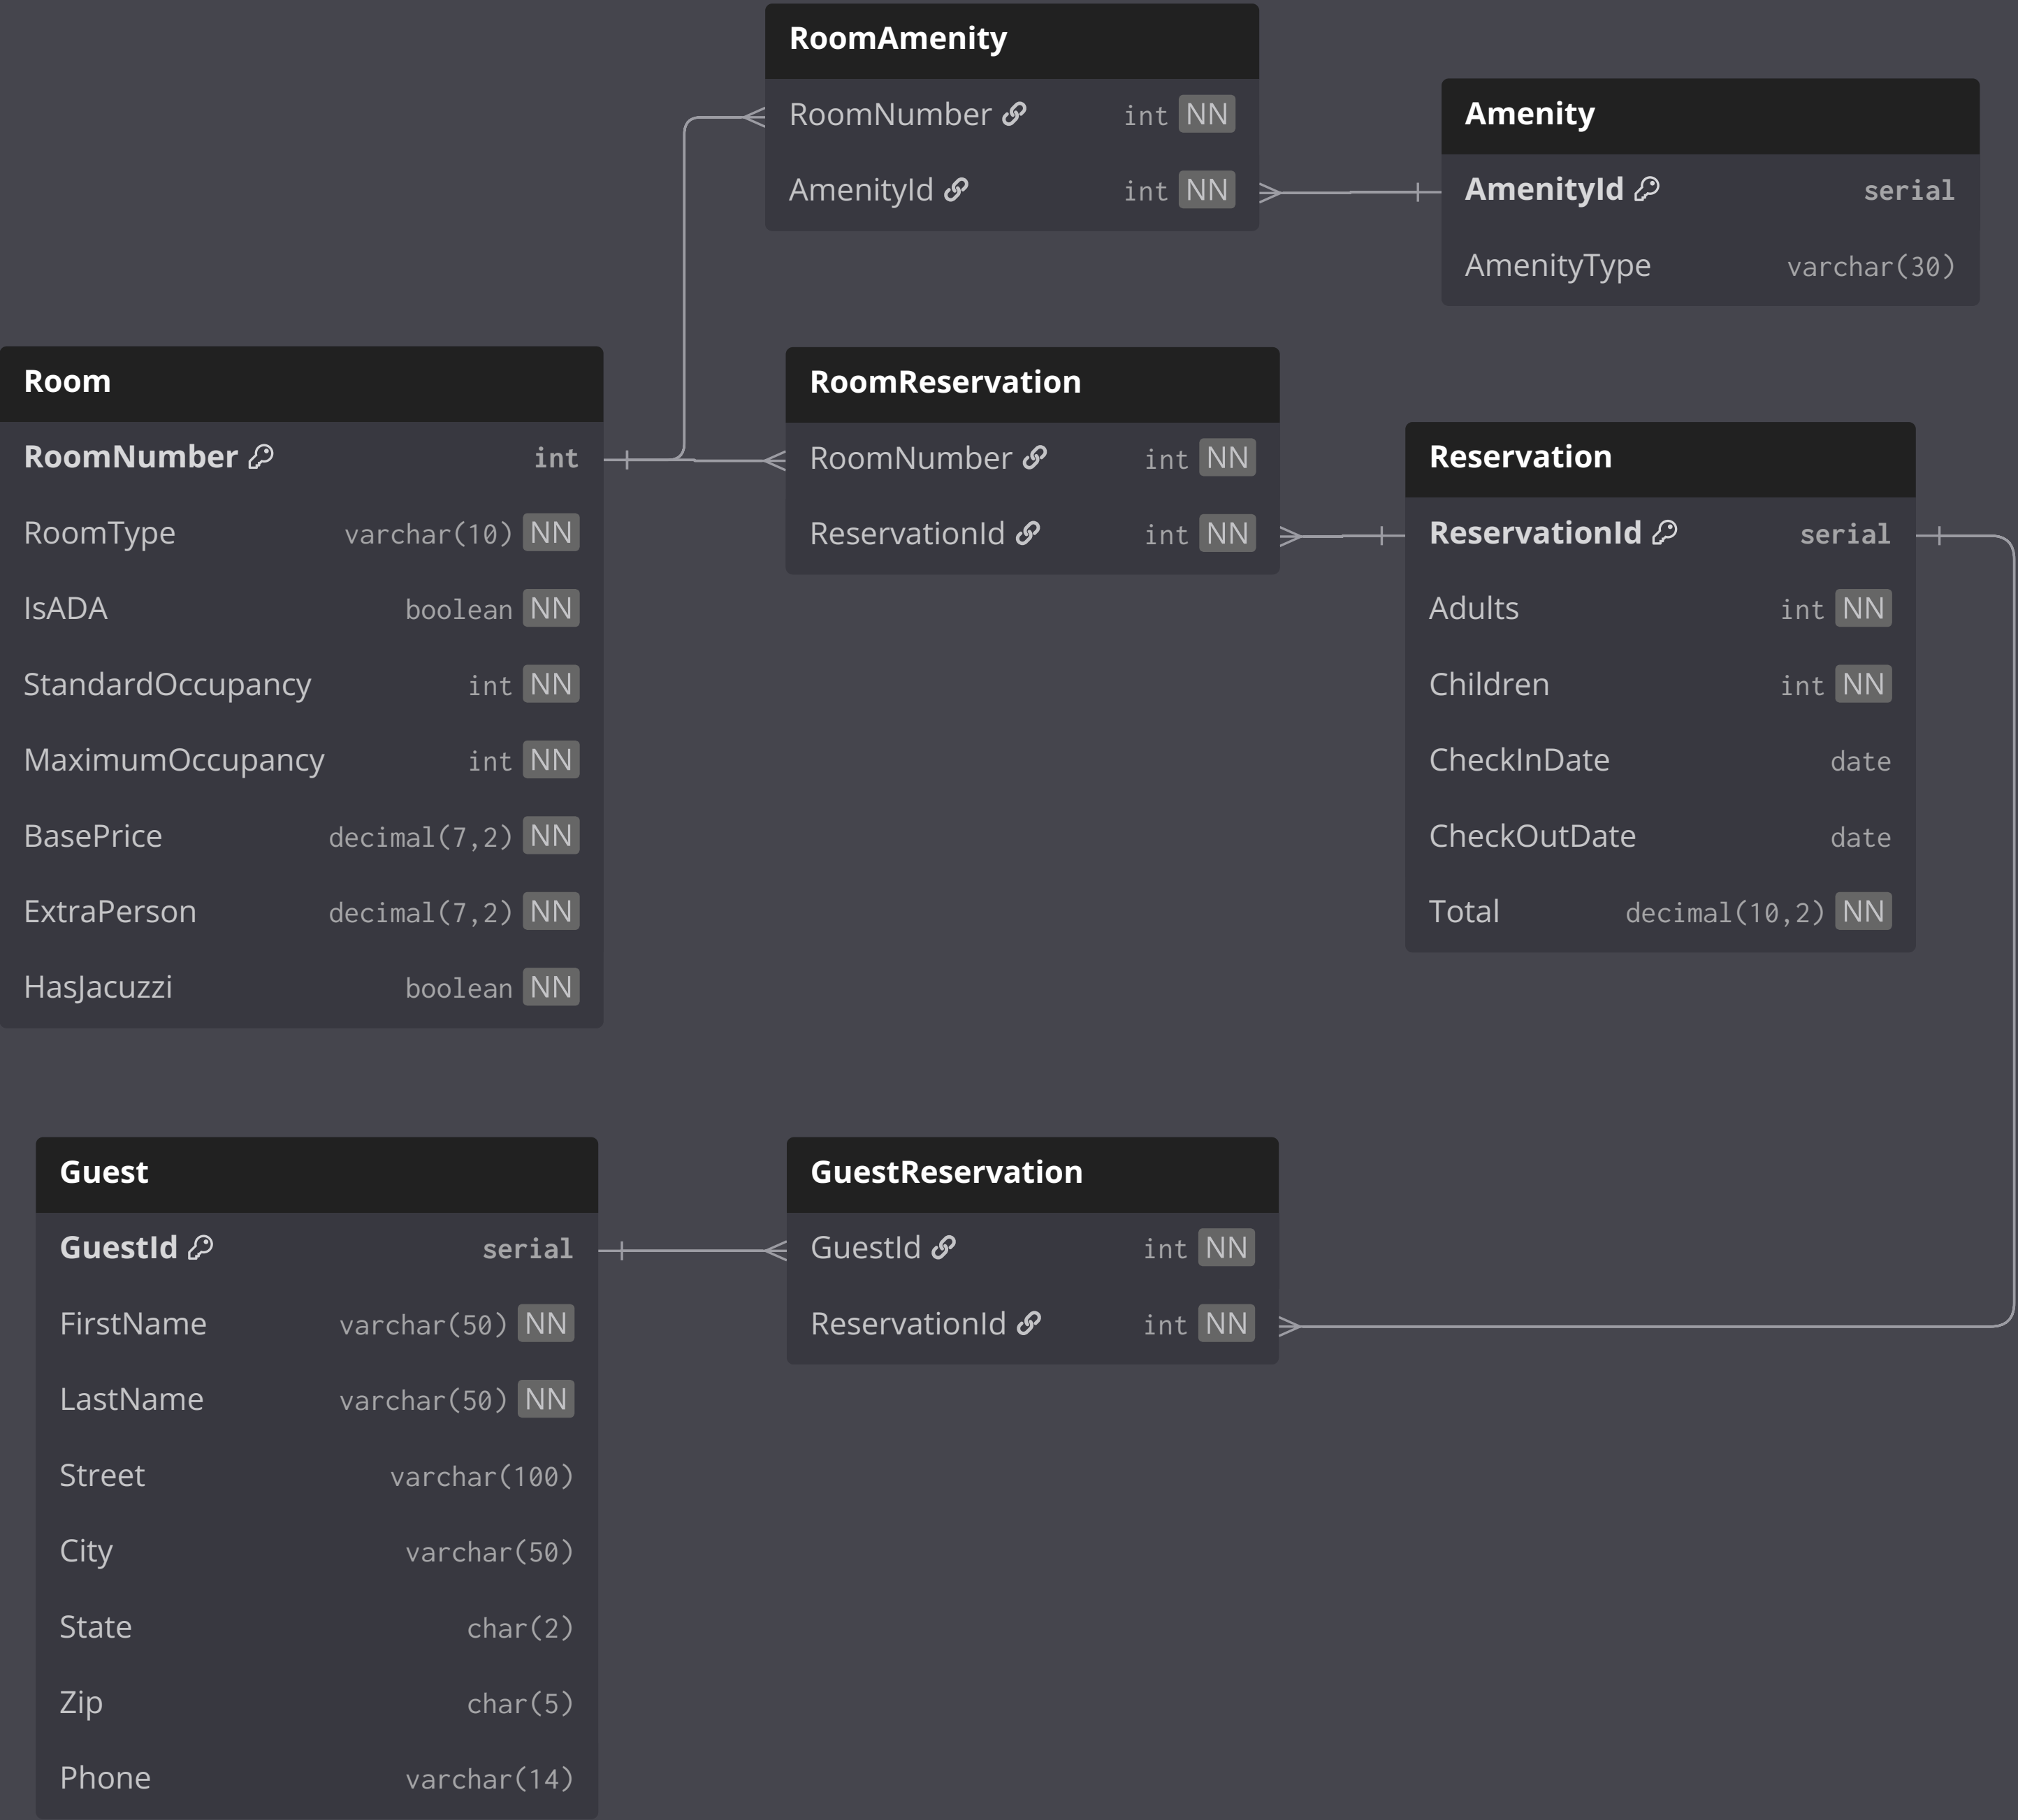 RoomAmenity
RoomNumber int NN
AmenityId int NN
Amenity
AmenityId serial
AmenityType varchar(30)
Room
RoomNumber int
RoomType varchar(10) NN
IsADA boolean NN
StandardOccupancy int NN
MaximumOccupancy int NN
BasePrice decimal(7,2) NN
ExtraPerson decimal(7,2) NN
HasJacuzzi boolean NN
RoomReservation
RoomNumber int NN
ReservationId int NN
Reservation
ReservationId serial
Adults int NN
Children int NN
CheckInDate date
CheckOutDate date
Total decimal(10,2) NN
Guest
GuestId serial
FirstName varchar(50) NN
LastName varchar(50) NN
Street varchar(100)
City varchar(50)
State char(2)
Zip char(5)
Phone varchar(14)
GuestReservation
GuestId int NN
ReservationId int NN